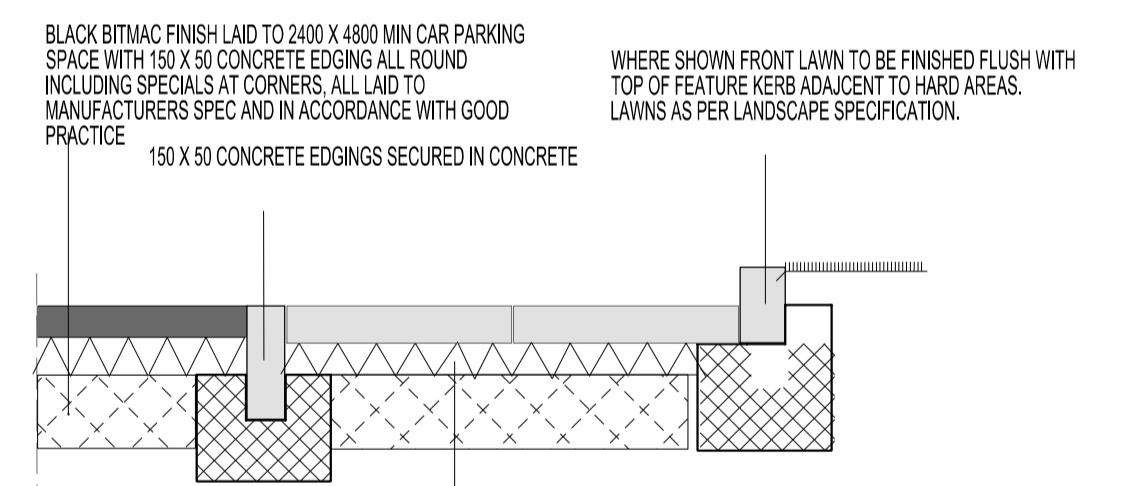 BLACK BITMAC FINISH LAID TO 2400 X 4800 MIN CAR PARKING
SPACE WITH 150 X 50 CONCRETE EDGING ALL ROUND
INCLUDING SPECIALS AT CORNERS, ALL LAID TO
MANUFACTURERS SPEC AND IN ACCORDANCE WITH GOOD
PRACTICE
150 X 50 CONCRETE EDGINGS SECURED IN CONCRETE
WHERE SHOWN FRONT LAWN TO BE FINISHED FLUSH WITH
TOP OF FEATURE KERB ADAJCENT TO HARD AREAS.
LAWNS AS PER LANDSCAPE SPECIFICATION.